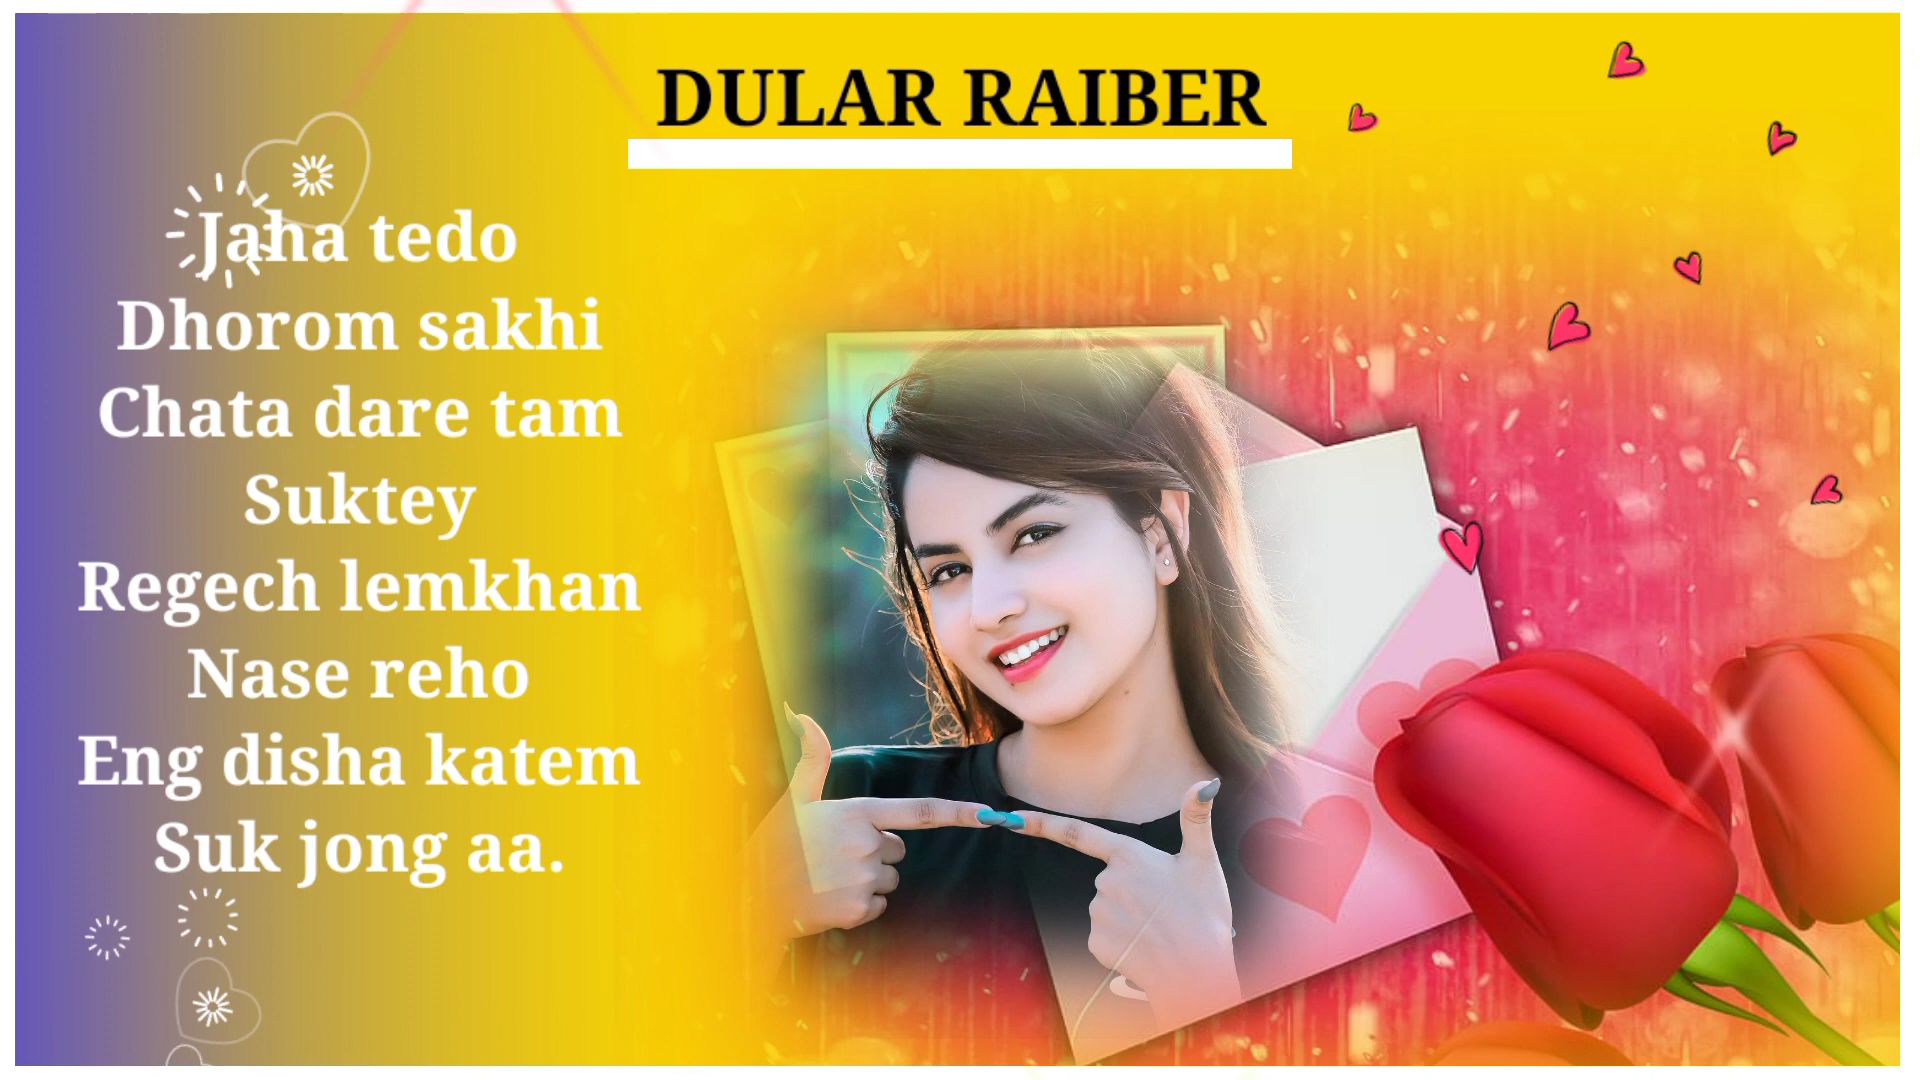 DULAR RAIBER
Jaha tedo
Dhorom sakhi
Chata dare tam
Suktey
Regech lemkhan
Nase reho
Eng disha katem
Suk jong aa.